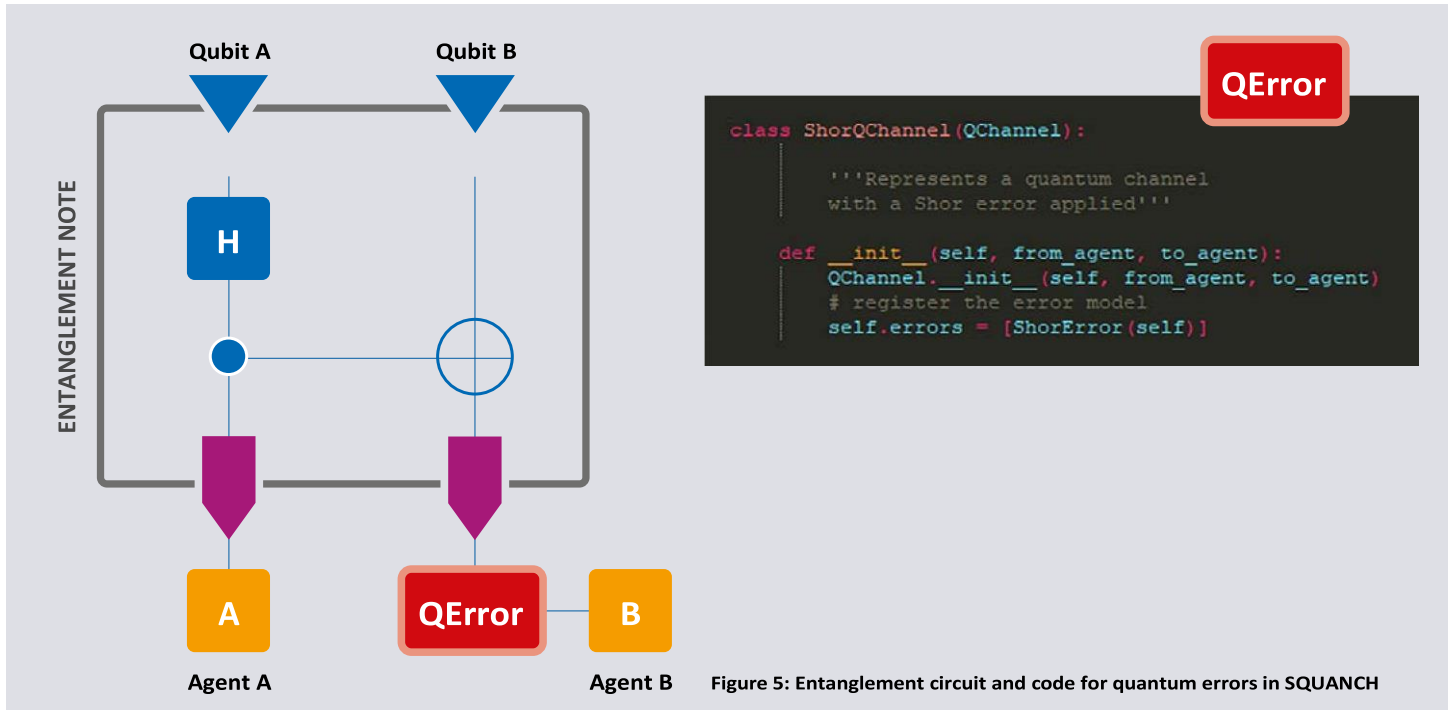 Qubit A
Qubit B
ENTANGLEMENT NOTE
H
A
QError
B
Agent A
Agent B
QError
class ShorQChannel(QChannel):
'''Represents a quantum channel
with a Shor error applied'''
def __init__(self, from_agent, to_agent):
QChannel.__init__(self, from_agent, to_agent)
# register the error model
self.errors = [ShorError(self)]
Figure 5: Entanglement circuit and code for quantum errors in SQUANCH